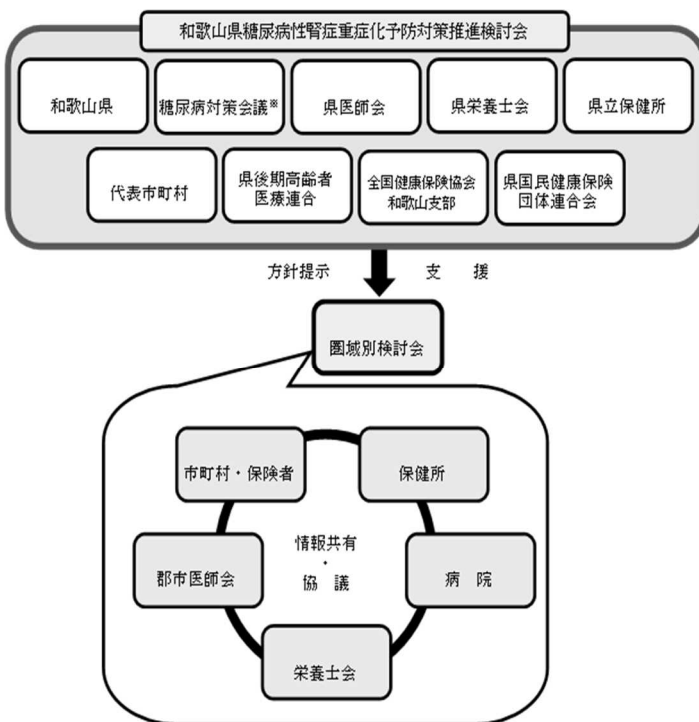 和歌山県糖尿病性腎症重症化予防対策推進検討会
和歌山県
糖尿病対策会議※
県医師会
県栄養士会
県立保健所
代表市町村
県後期高齢者
医療連合
全国健康保険協会
和歌山支部
県国民健康保険
団体連合会
方針提示
支 援
圏域別検討会
市町村・保険者
保健所
情報共有
・
協 議
郡市医師会
病 院
栄養士会